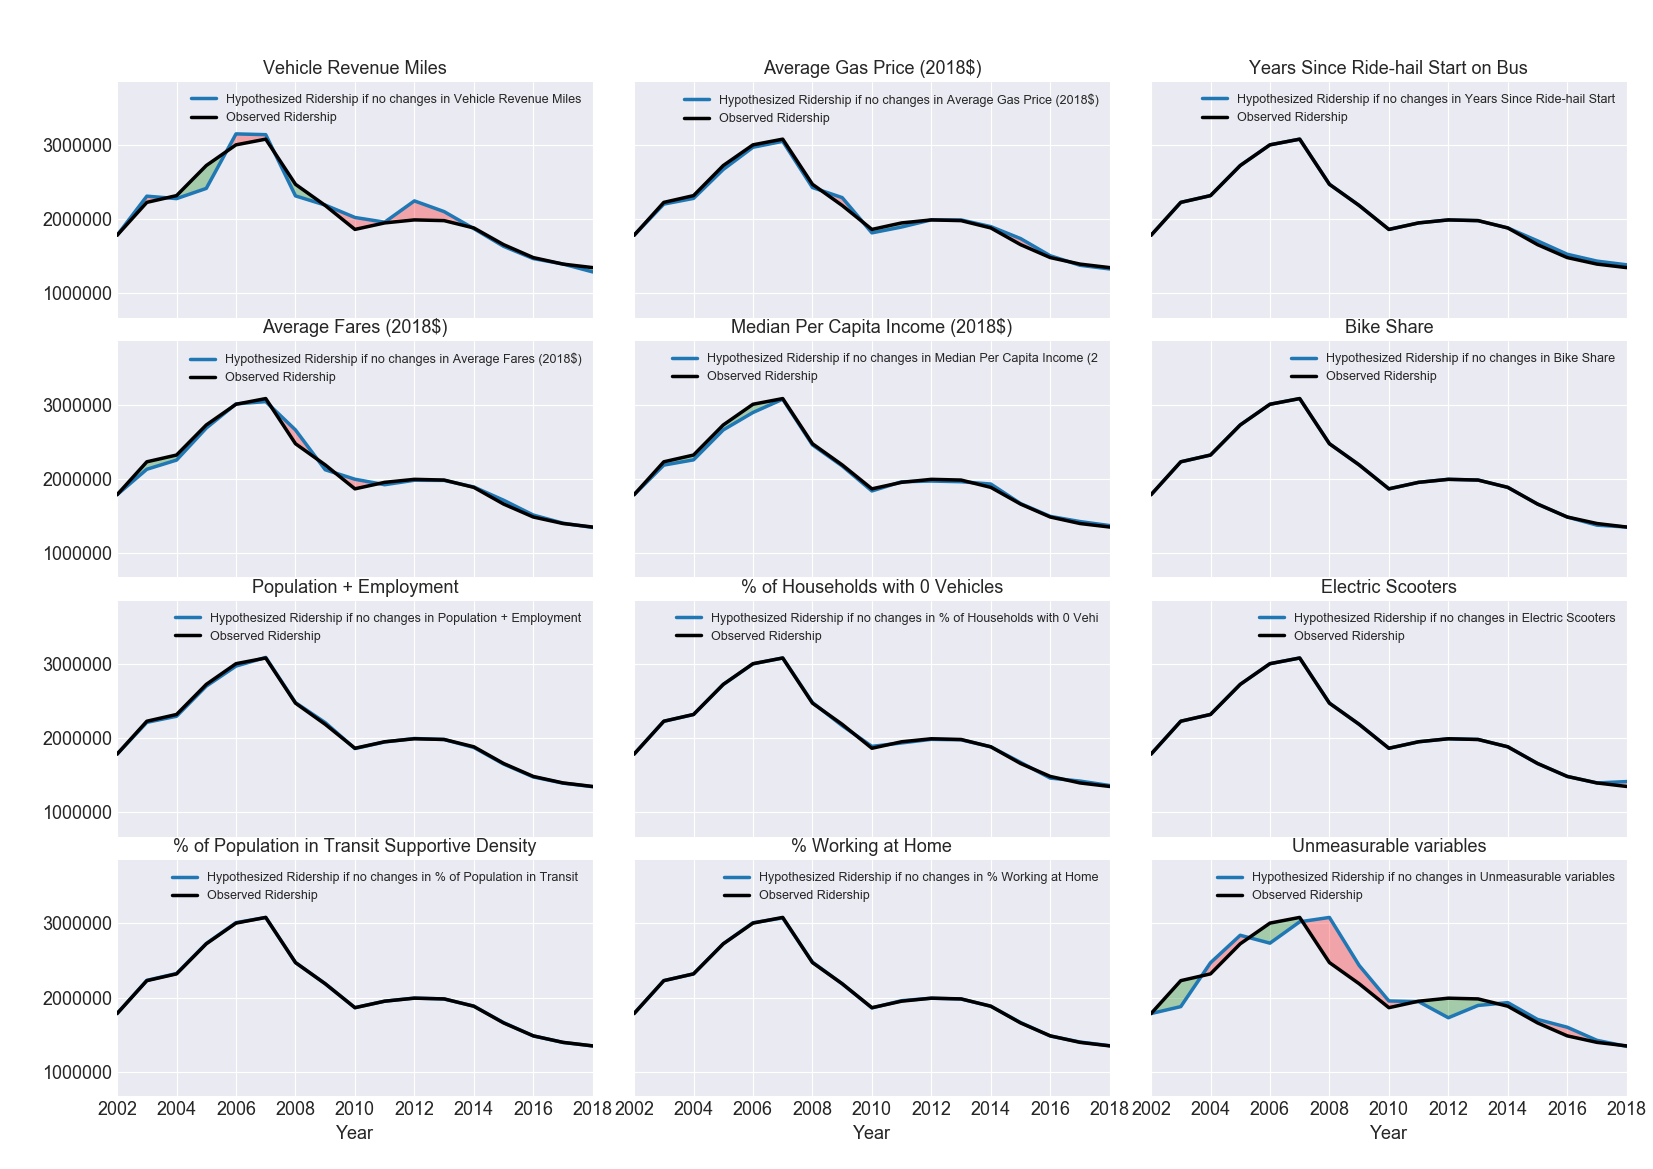 Vehicle Revenue Miles
Hypothesized Ridership if no changes in Vehicle Revenue Miles
Observed Ridership
3000000
2000000
1000000
Average Gas Price (2018$)
Hypothesized Ridership if no changes in Average Gas Price (2018$)
Observed Ridership
Years Since Ride-hail Start on Bus
Hypothesized Ridership if no changes in Years Since Ride-hail Start
Observed Ridership
Average Fares (2018$)
Hypothesized Ridership if no changes in Average Fares (2018$)
Observed Ridership
3000000
2000000
1000000
Median Per Capita Income (2018$)
Hypothesized Ridership if no changes in Median Per Capita Income (2
Observed Ridership
Bike Share
Hypothesized Ridership if no changes in Bike Share
Observed Ridership
Population + Employment
Hypothesized Ridership if no changes in Population + Employment
Observed Ridership
3000000
2000000
1000000
% of Households with 0 Vehicles
Hypothesized Ridership if no changes in % of Households with 0 Vehi
Observed Ridership
Electric Scooters
Hypothesized Ridership if no changes in Electric Scooters
Observed Ridership
% of Population in Transit Supportive Density
Hypothesized Ridership if no changes in % of Population in Transit
Observed Ridership
3000000
2000000
1000000
2002 2004 2006 2008 2010 2012 2014 2016 2018
Year
% Working at Home
Hypothesized Ridership if no changes in % Working at Home
Observed Ridership
2002 2004 2006 2008 2010 2012 2014 2016 2018
Year
Unmeasurable variables
Hypothesized Ridership if no changes in Unmeasurable variables
Observed Ridership
2002 2004 2006 2008 2010 2012 2014 2016 2018
Year